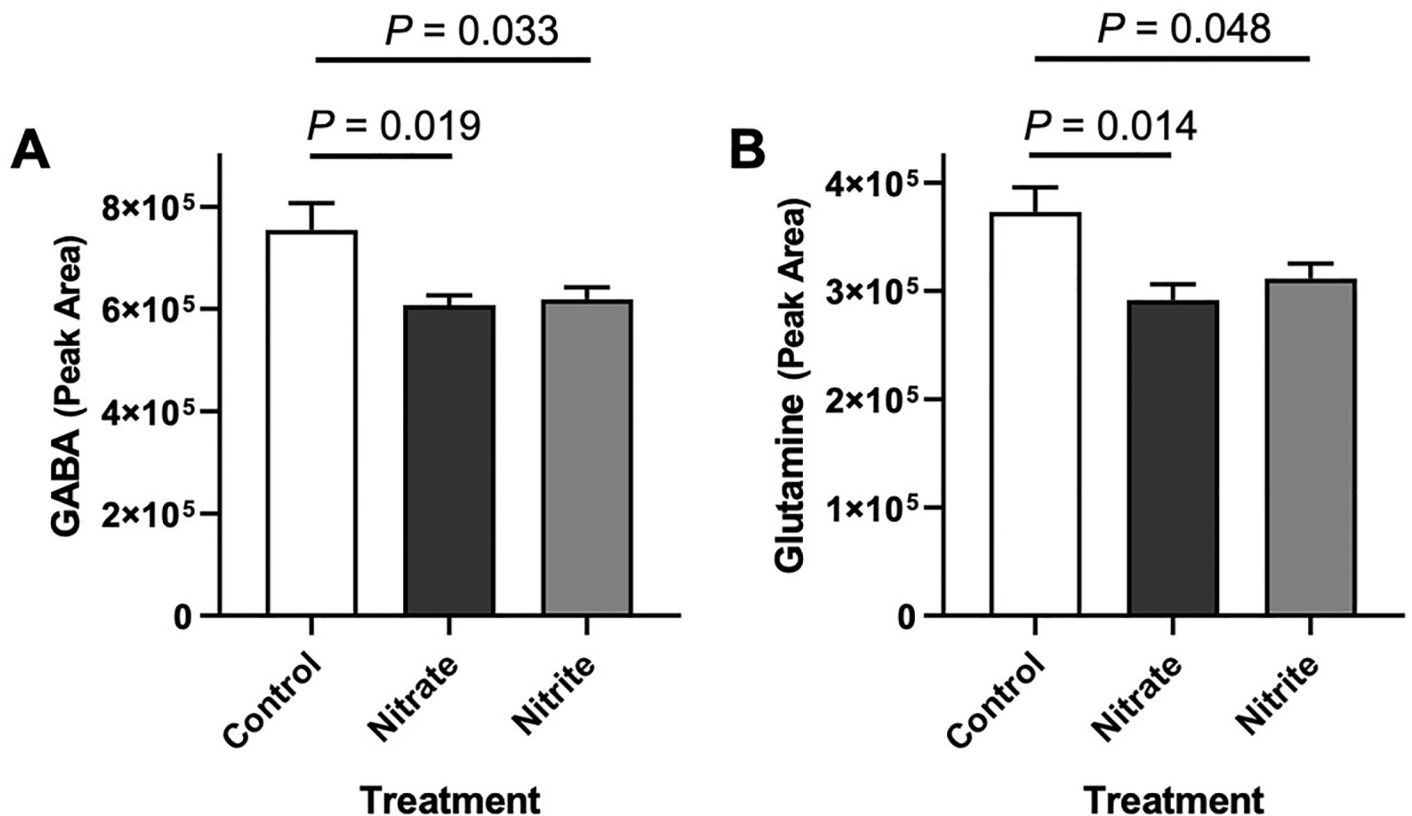 A
P = 0.033
P = 0.019
GABA (Peak Area)
8×10⁵
6×10⁵
4×10⁵
2×10⁵
0
Control
Nitrate
Nitrite
Treatment
B
P = 0.048
P = 0.014
Glutamine (Peak Area)
4×10⁵
3×10⁵
2×10⁵
1×10⁵
0
Control
Nitrate
Nitrite
Treatment